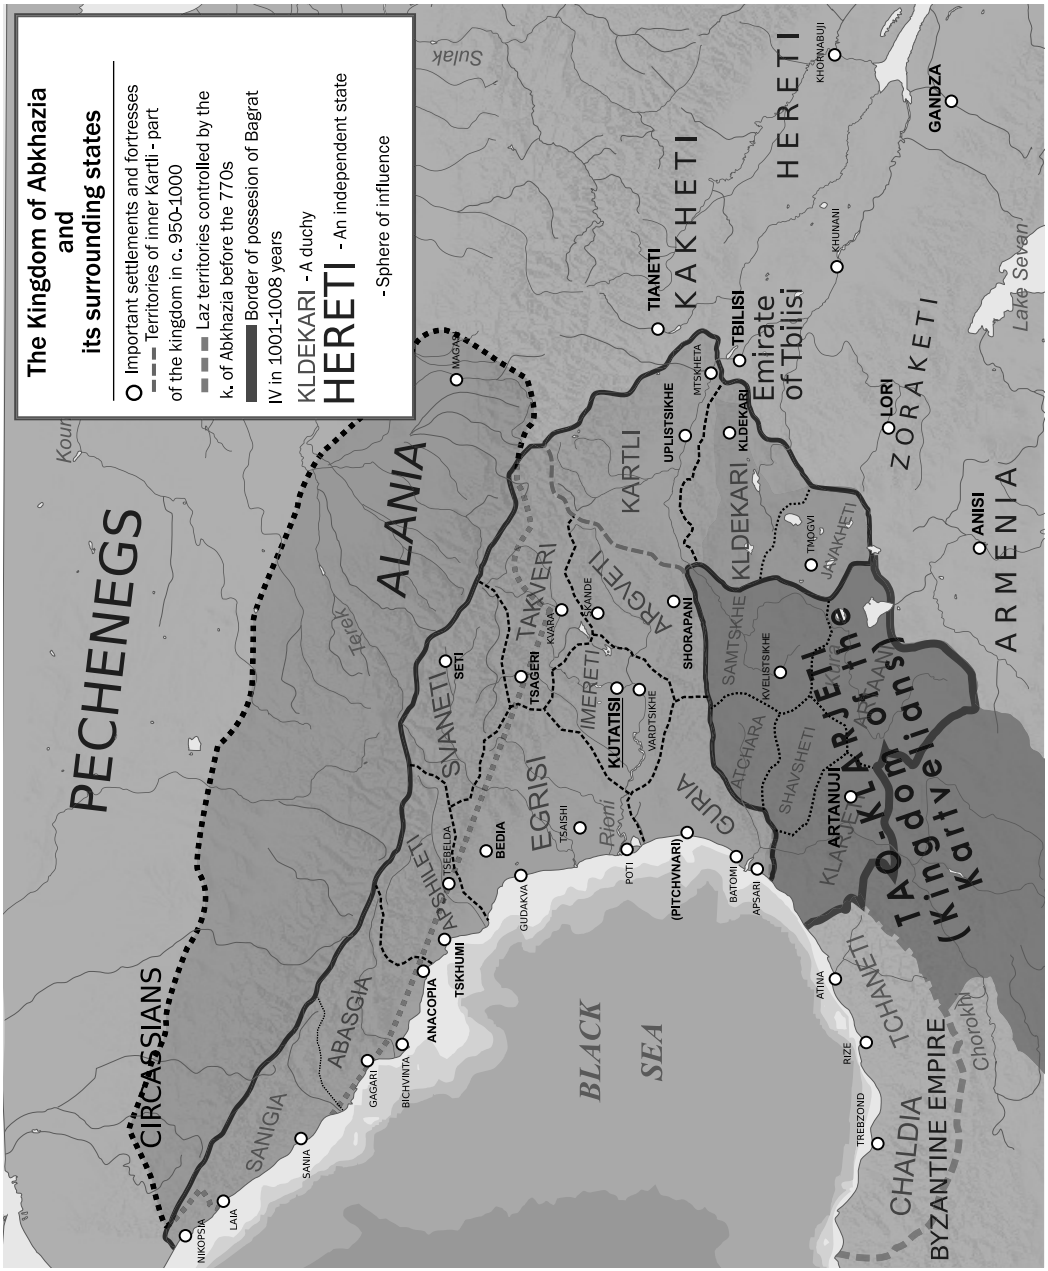 The Kingdom of Abkhazia
and
its surrounding states
Important settlements and fortresses
Territories of inner Kartli - part
of the kingdom in c. 950-1000
Laz territories controlled by the
k. of Abkhazia before the 770s
Border of possesion of Bagrat
IV in 1001-1008 years
KLDEKARI - A duchy
HERETI - An independent state
- Sphere of influence
PECHENEGS
CIRCASSIANS
ALANIA
MAGAS
Terek
Sulak
SANIGIA
ABASGIA
APSHILETI
SVANETI
TAKVERI
EGRISI
IMERETI
ARGVETI
KARTLI
GURIA
KLDEKARI
SAMTSKHE
JAVAKHETI
ATCHARA
SHAVSHETI
KLARJETI
NIKOPSIA
LAIA
SANIA
GAGARI
BICHVINTA
ANACOPIA
TSKHUMI
TSEBELDA
BEDIA
GUDAKVA
SETI
TSAGERI
KVARA
SKANDE
TSAISHI
Rioni
POTI
KUTATISI
VARDTSIKHE
SHORAPANI
(PITCHVNARI)
BATOMI
APSARI
UPLISTSIKHE
MTSKHETA
KLDEKARI
TBILISI
Emirate
of Tbilisi
TIANETI
KAKHETI
HERETI
KHORNABUJI
GANDZA
KHUNANI
Lake Sevan
LORI
ZORAKETI
ANISI
ARMENIA
TMOGVI
KVELISTSIKHE
ARTANUJI
TAO-KLARJETI
(Kingdom of the
Kartvelians)
BLACK
SEA
ATINA
RIZE
TREBZOND
TCHANETI
CHALDIA
BYZANTINE EMPIRE
Chorokhi